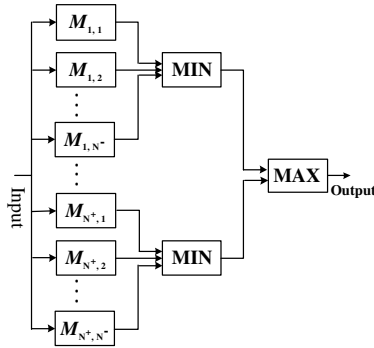 M1, 1
M1, 2
MIN
M1, N-
Input
MAX
Output
MN+, 1
MN+, 2
MIN
MN+, N-